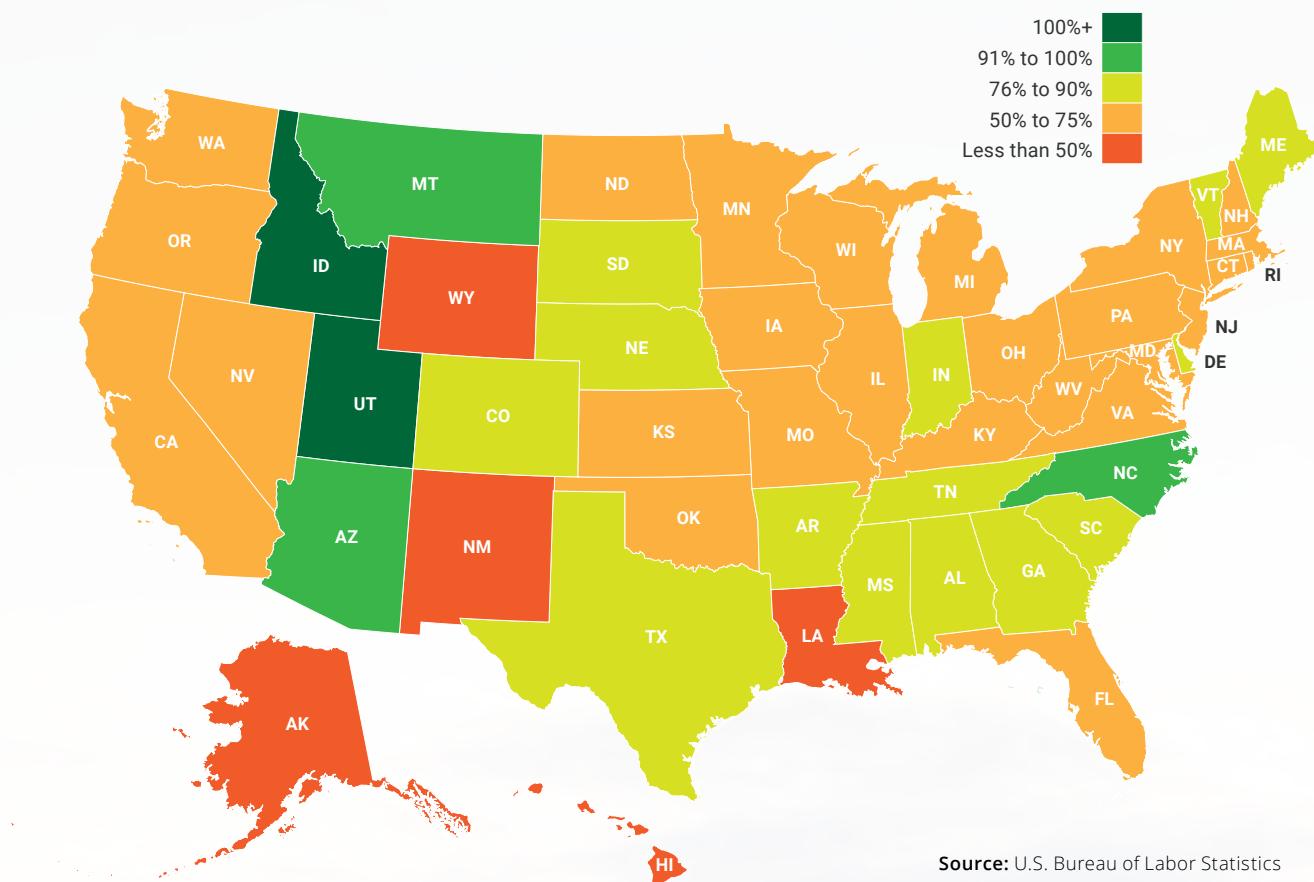 100%+
91% to 100%
76% to 90%
50% to 75%
Less than 50%
WA
MT
ND
MN
ME
VT
NH
OR
ID
SD
WI
MI
NY
MA
CT
RI
WY
NE
IA
PA
NJ
NV
UT
CO
IL
IN
OH
MD
DE
WV
VA
CA
KS
MO
KY
NC
AZ
NM
OK
AR
TN
SC
MS
AL
GA
TX
LA
FL
AK
HI
Source: U.S. Bureau of Labor Statistics